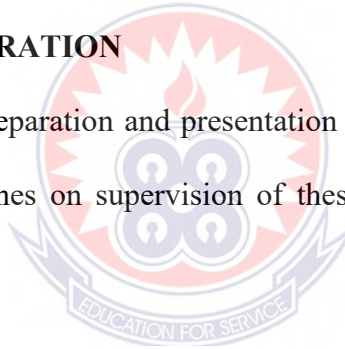 RATION
eparation and presentation
nes on supervision of thes
EDUCATION FOR SERVICE